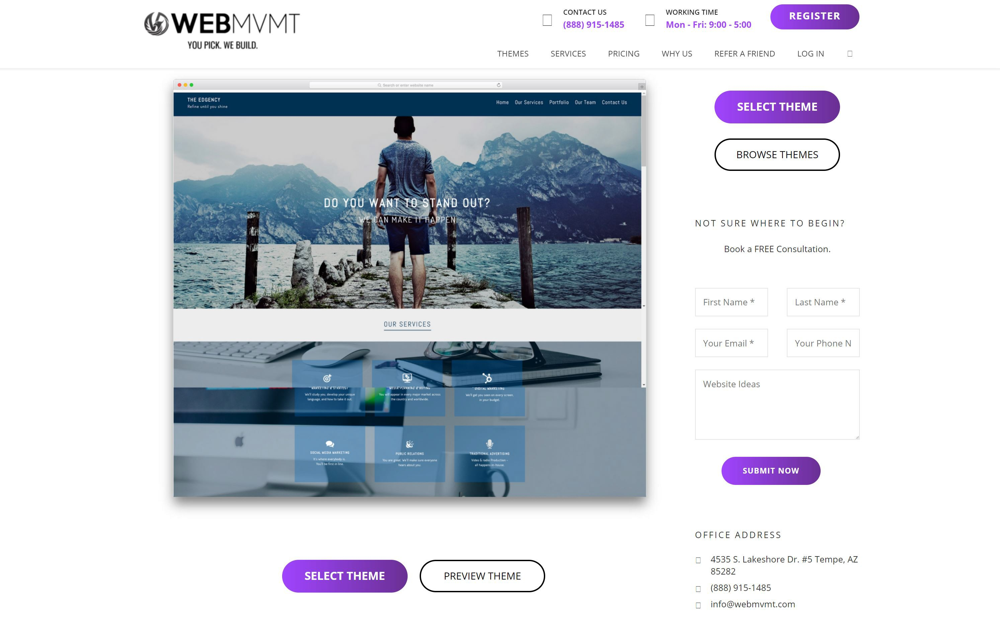 WEBMVMT
YOU PICK. WE BUILD.
CONTACT US
(888) 915-1485
WORKING TIME
Mon - Fri: 9:00 - 5:00
REGISTER
THEMES SERVICES PRICING WHY US REFER A FRIEND LOG IN
Search or enter website name
THE EDGENCY
Refine until you shine
Home Our Services Portfolio Our Team Contact Us
DO YOU WANT TO STAND OUT?
WE CAN MAKE IT HAPPEN
OUR SERVICES
MARKETING & STRATEGY
We'll study you, develop your unique
language, and how to take it out.
MEDIA PLANNING & BUYING
You will appear in every major market across
the country and worldwide.
DIGITAL MARKETING
We'll get you seen on every screen,
in your budget.
SOCIAL MEDIA MARKETING
It's where everybody is.
You'll be first in line.
PUBLIC RELATIONS
You are great. We'll make sure everyone
hears about you.
TRADITIONAL ADVERTISING
Video & radio Production -
all happens in-house.
SELECT THEME
PREVIEW THEME
SELECT THEME
BROWSE THEMES
NOT SURE WHERE TO BEGIN?
Book a FREE Consultation.
First Name *
Last Name *
Your Email *
Your Phone N
Website Ideas
SUBMIT NOW
OFFICE ADDRESS
4535 S. Lakeshore Dr. #5 Tempe, AZ
85282
(888) 915-1485
info@webmvmt.com